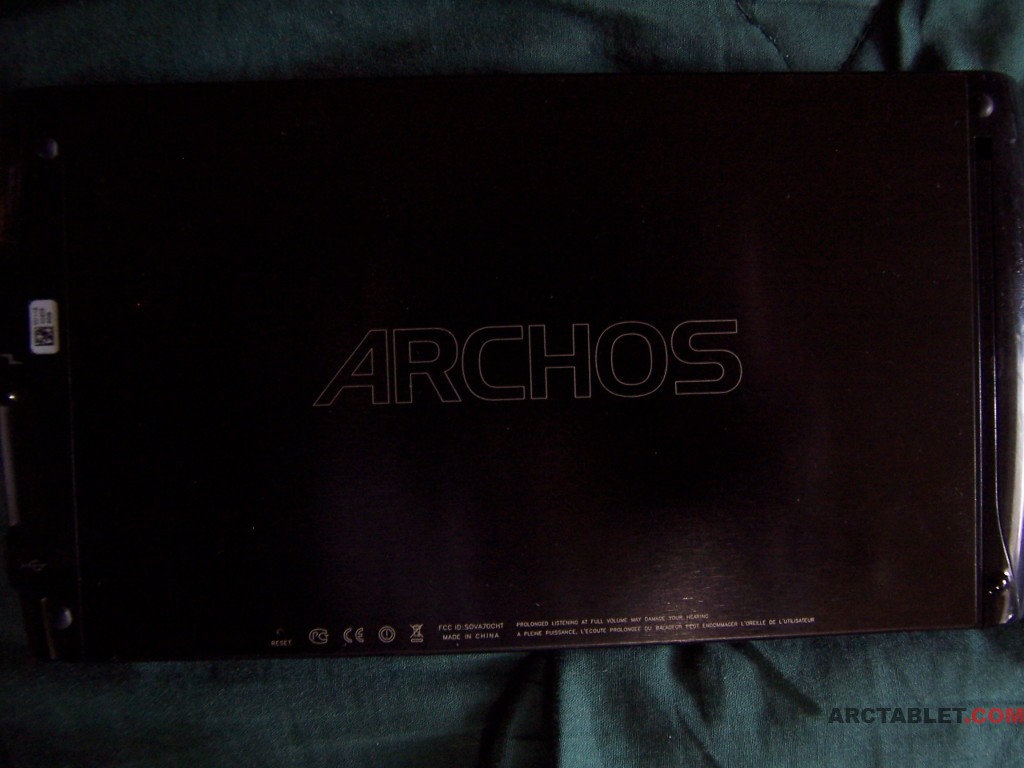 ARCHOS
RESET
FCC ID:SOVA70CHT
MADE IN CHINA
PROLONGED LISTENING AT FULL VOLUME MAY DAMAGE YOUR HEARING
A PLEINE PUISSANCE, L'ECOUTE PROLONGEE DU BALADEUR PEUT ENDOMMAGER L'OREILLE DE L'UTILISATEUR
ARCTABLET.COM